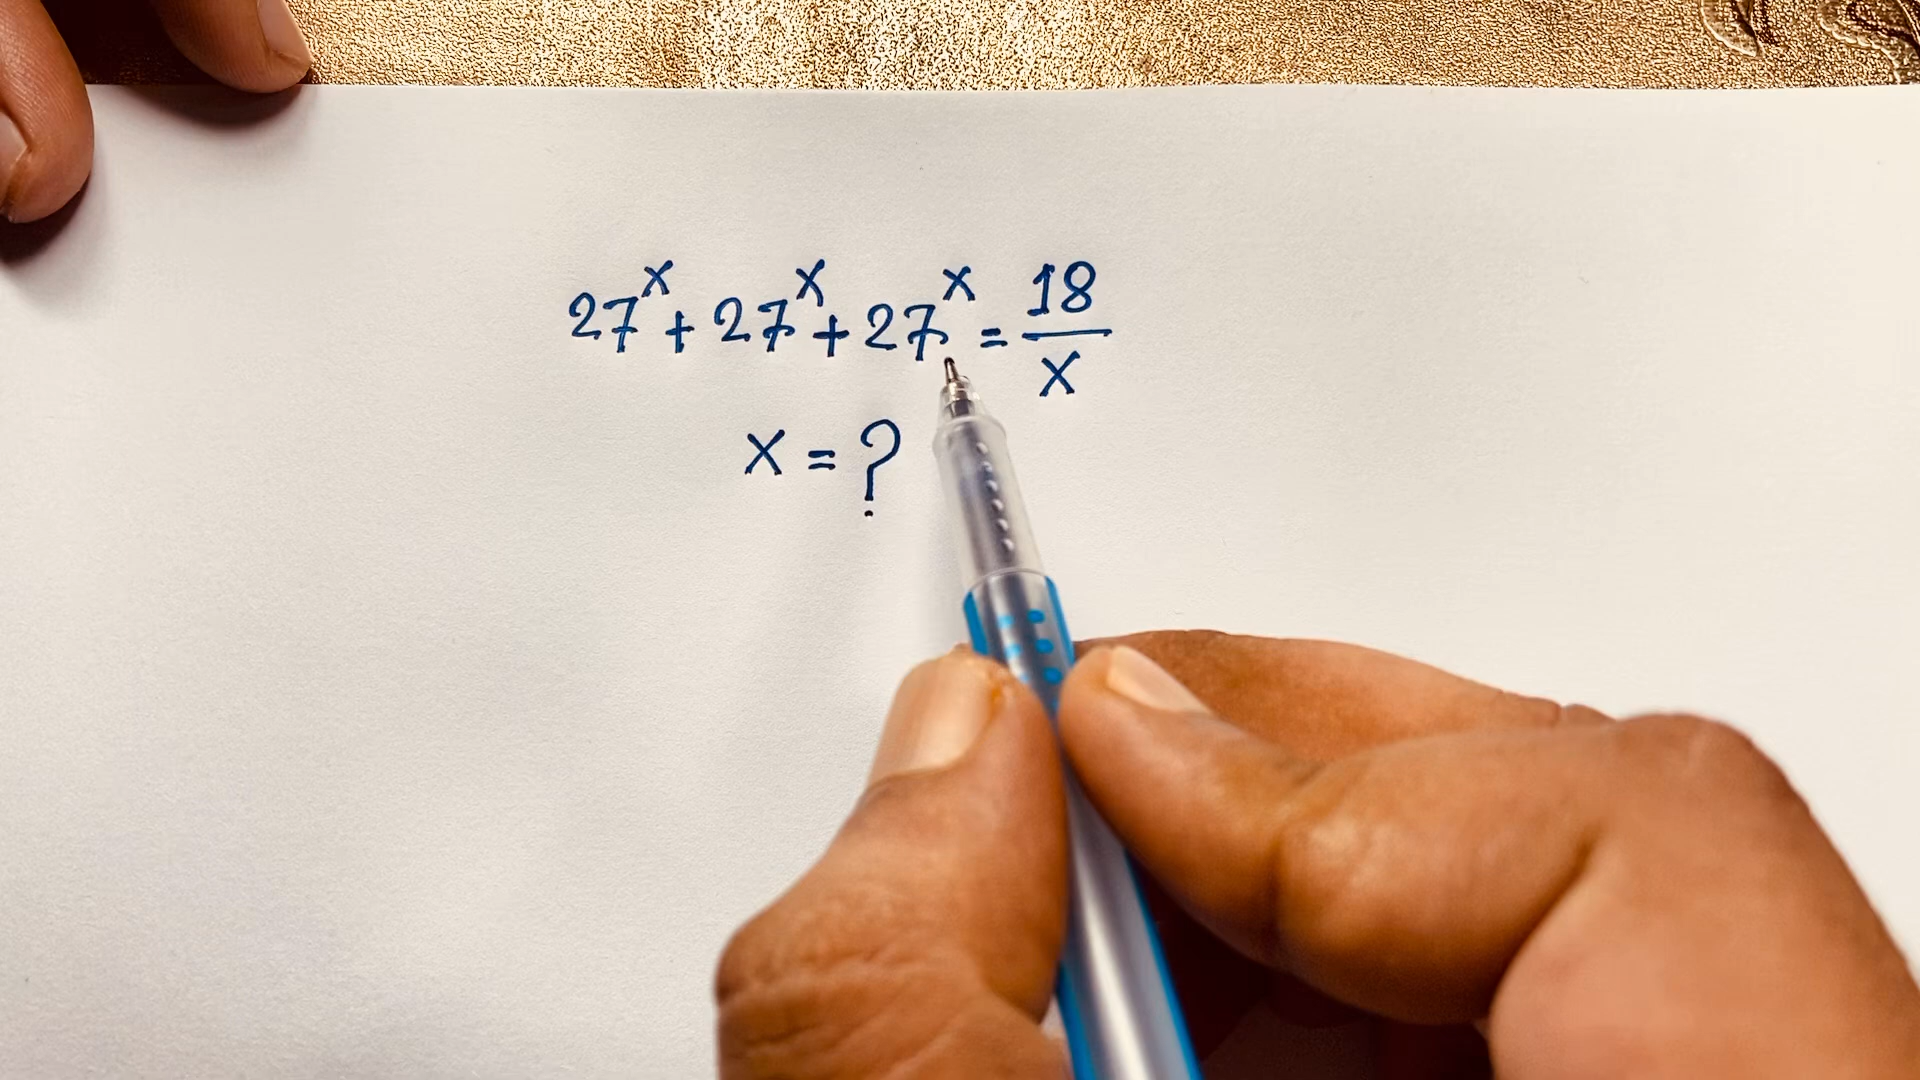 27^x + 27^x + 27^x = 18/x
x = ?